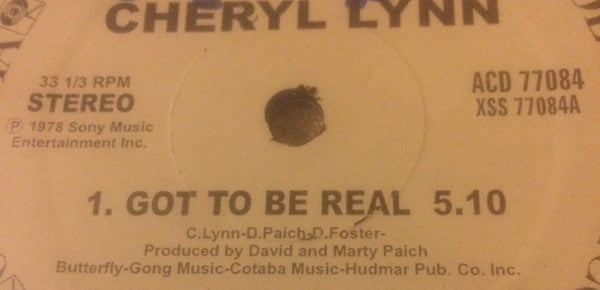 CHERYL LYNN
33 1/3 RPM
STEREO
ACD 77084
XSS 77084A
℗ 1978 Sony Music
Entertainment Inc.
1. GOT TO BE REAL 5.10
C.Lynn-D.Paich-D.Foster-
Produced by David and Marty Paich
Butterfly-Gong Music-Cotaba Music-Hudmar Pub. Co. Inc.